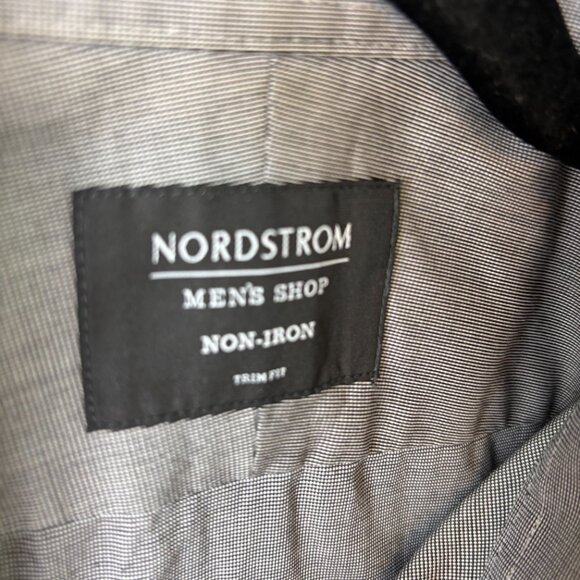 NORDSTROM
MEN'S SHOP
NON-IRON
TRIM FIT